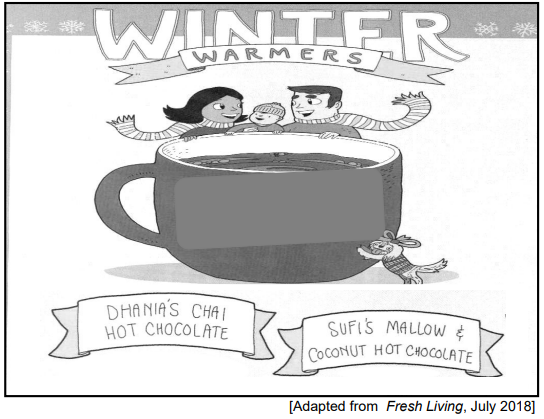 WINTER
WARMERS
DHANIA'S CHAI
HOT CHOCOLATE
SUFI'S MALLOW &
COCONUT HOT CHOCOLATE
[Adapted from Fresh Living, July 2018]